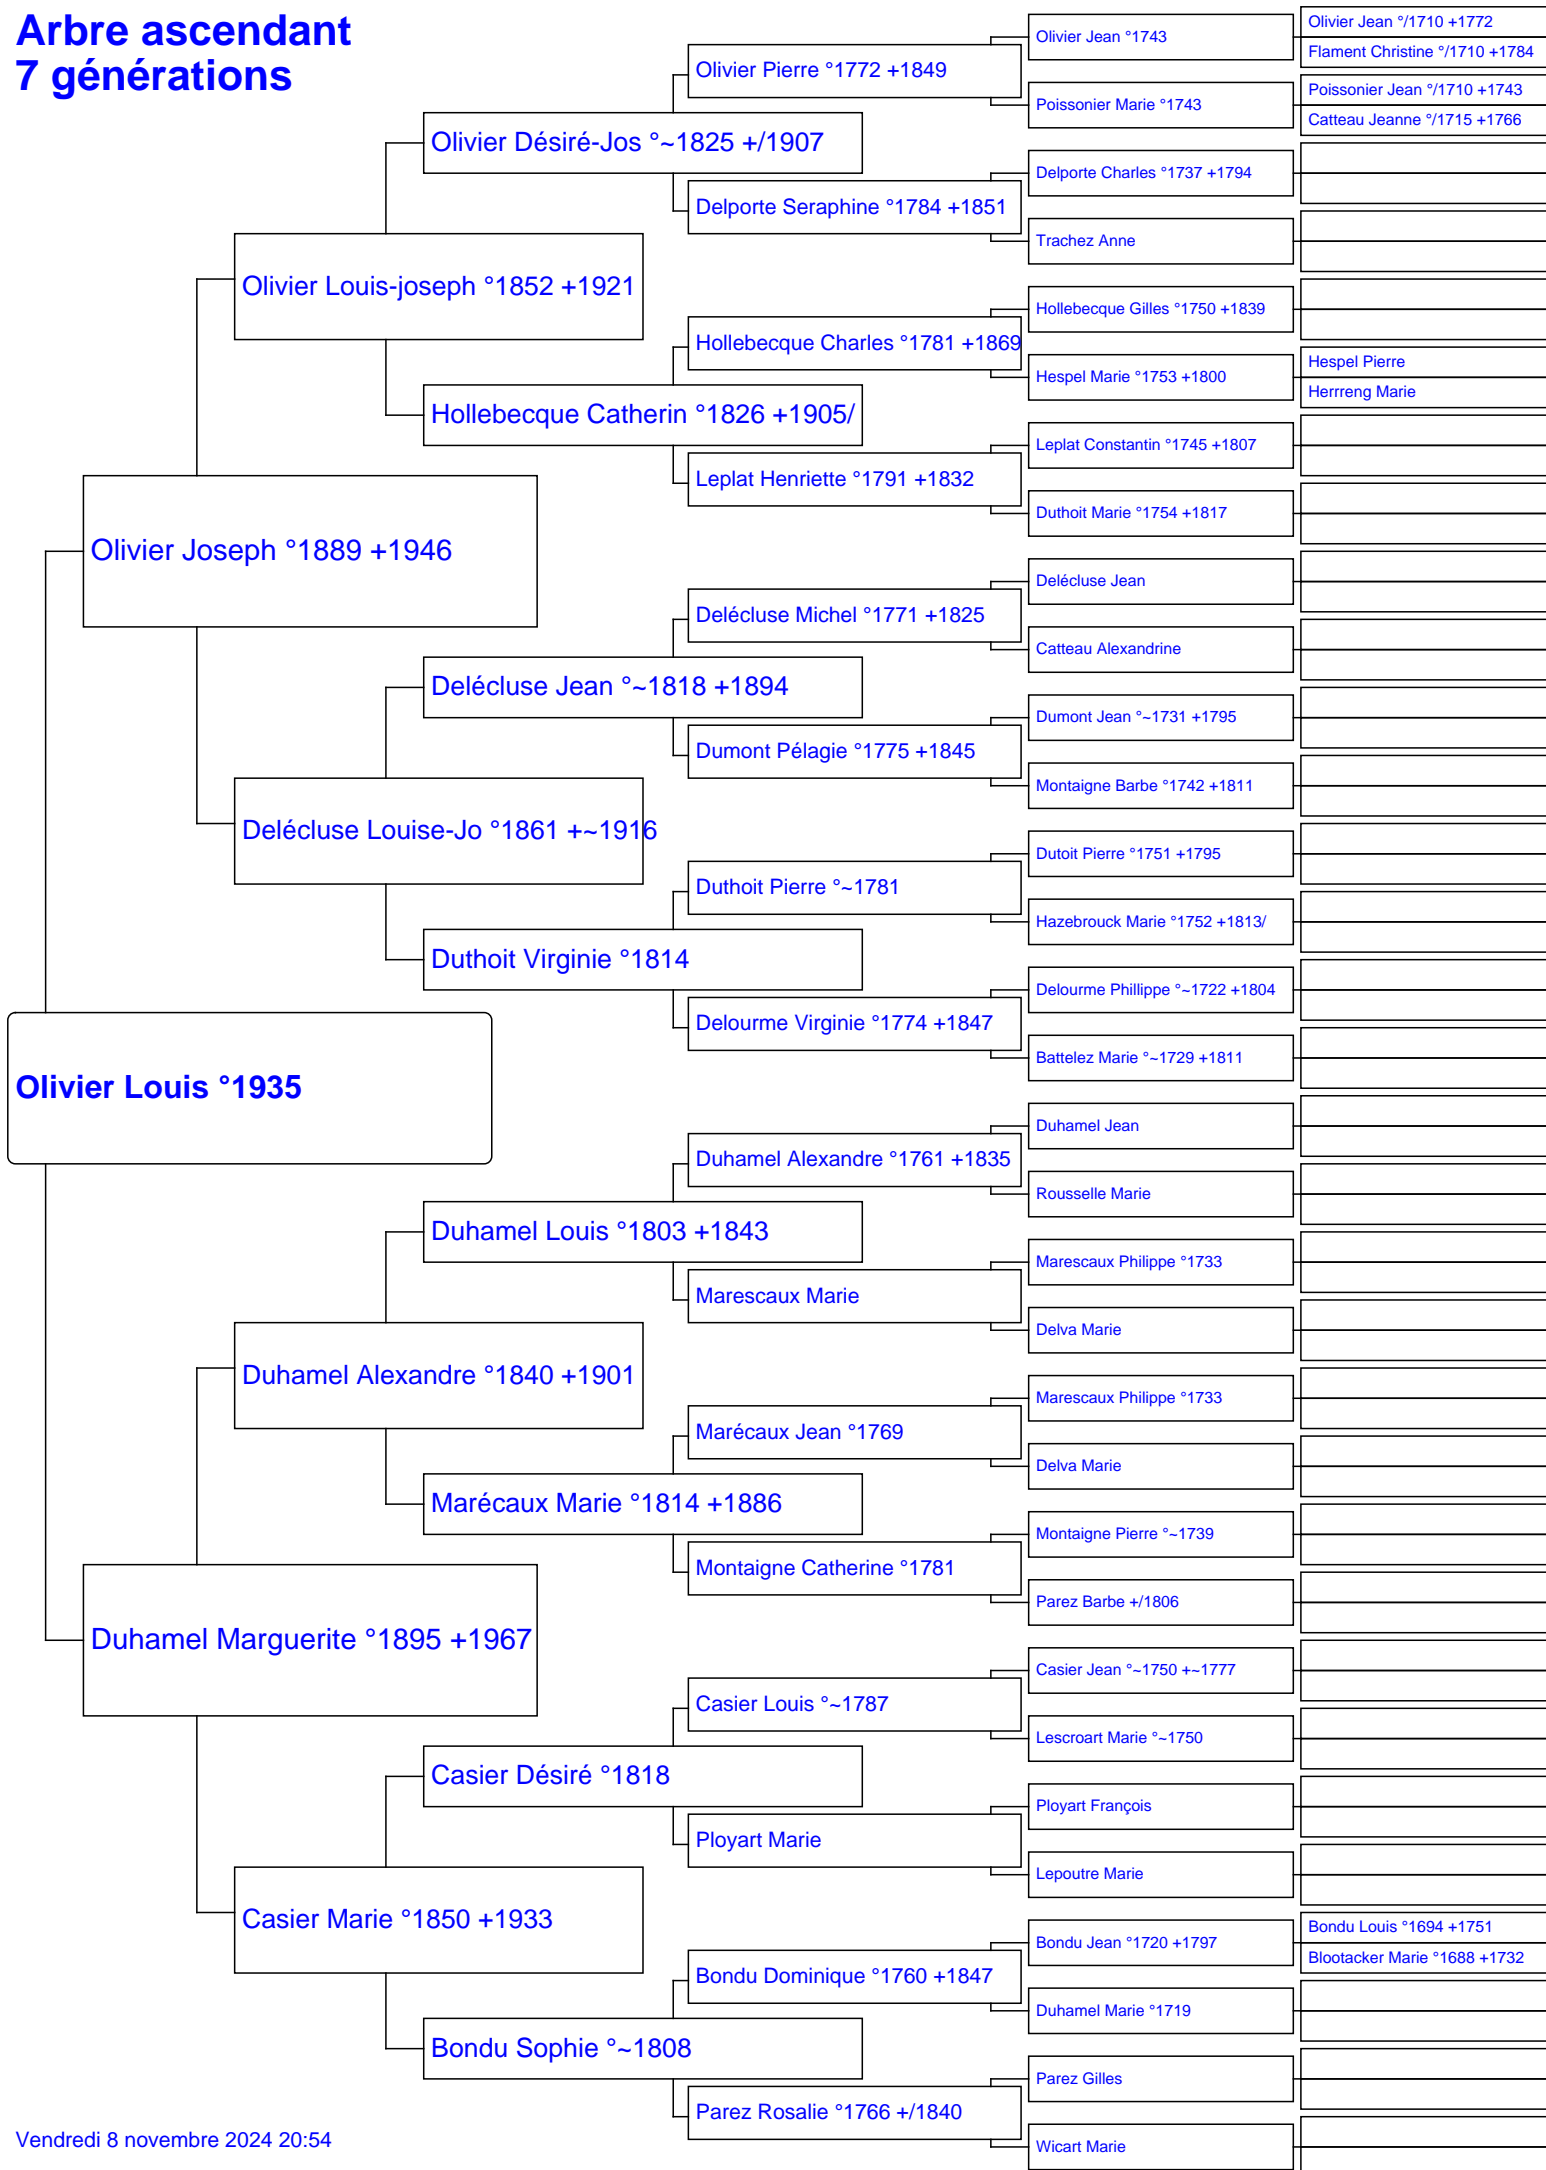 Arbre ascendant
7 générations
Olivier Louis °1935
Olivier Joseph °1889 +1946
Duhamel Marguerite °1895 +1967
Olivier Louis-joseph °1852 +1921
Delécluse Louise-Jo °1861 +~1916
Duhamel Alexandre °1840 +1901
Casier Marie °1850 +1933
Olivier Désiré-Jos °~1825 +/1907
Hollebecque Catherin °1826 +1905/
Delécluse Jean °~1818 +1894
Duthoit Virginie °1814
Duhamel Louis °1803 +1843
Marécaux Marie °1814 +1886
Casier Désiré °1818
Bondu Sophie °~1808
Olivier Pierre °1772 +1849
Delporte Seraphine °1784 +1851
Hollebecque Charles °1781 +1869
Leplat Henriette °1791 +1832
Delécluse Michel °1771 +1825
Dumont Pélagie °1775 +1845
Duthoit Pierre °~1781
Delourme Virginie °1774 +1847
Duhamel Alexandre °1761 +1835
Marescaux Marie
Marécaux Jean °1769
Montaigne Catherine °1781
Casier Louis °~1787
Ployart Marie
Bondu Dominique °1760 +1847
Parez Rosalie °1766 +/1840
Olivier Jean °1743
Poissonier Marie °1743
Delporte Charles °1737 +1794
Trachez Anne
Hollebecque Gilles °1750 +1839
Hespel Marie °1753 +1800
Leplat Constantin °1745 +1807
Duthoit Marie °1754 +1817
Delécluse Jean
Catteau Alexandrine
Dumont Jean °~1731 +1795
Montaigne Barbe °1742 +1811
Dutoit Pierre °1751 +1795
Hazebrouck Marie °1752 +1813/
Delourme Phillippe °~1722 +1804
Battelez Marie °~1729 +1811
Duhamel Jean
Rousselle Marie
Marescaux Philippe °1733
Delva Marie
Marescaux Philippe °1733
Delva Marie
Montaigne Pierre °~1739
Parez Barbe +/1806
Casier Jean °~1750 +~1777
Lescroart Marie °~1750
Ployart François
Lepoutre Marie
Bondu Jean °1720 +1797
Duhamel Marie °1719
Parez Gilles
Wicart Marie
Olivier Jean °/1710 +1772
Flament Christine °/1710 +1784
Poissonier Jean °/1710 +1743
Catteau Jeanne °/1715 +1766
Hespel Pierre
Herrreng Marie
Bondu Louis °1694 +1751
Blootacker Marie °1688 +1732
Vendredi 8 novembre 2024 20:54